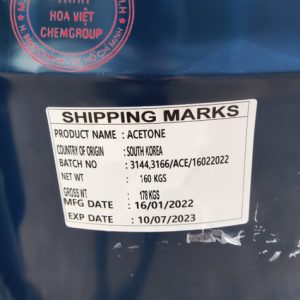 HOA VIỆT
CHEMGROUP
SHIPPING MARKS
PRODUCT NAME : ACETONE
COUNTRY OF ORIGIN : SOUTH KOREA
BATCH NO : 3144,3166/ACE/16022022
NET WT : 160 KGS
GROSS WT : 178 KGS
MFG DATE : 16/01/2022
EXP DATE : 10/07/2023